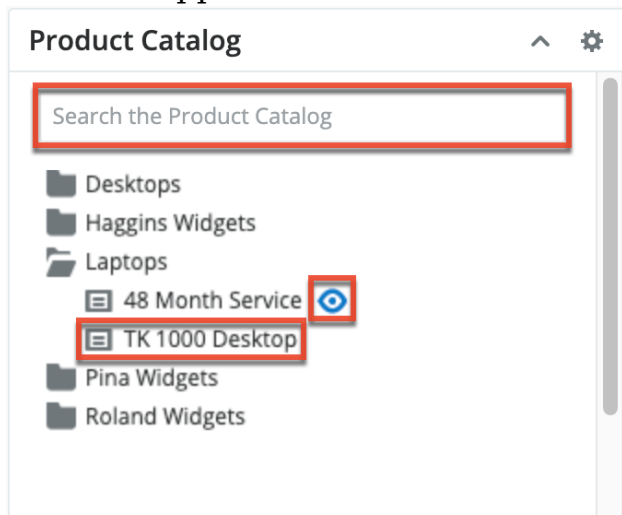 Product Catalog
Search the Product Catalog
Desktops
Haggins Widgets
Laptops
48 Month Service
TK 1000 Desktop
Pina Widgets
Roland Widgets